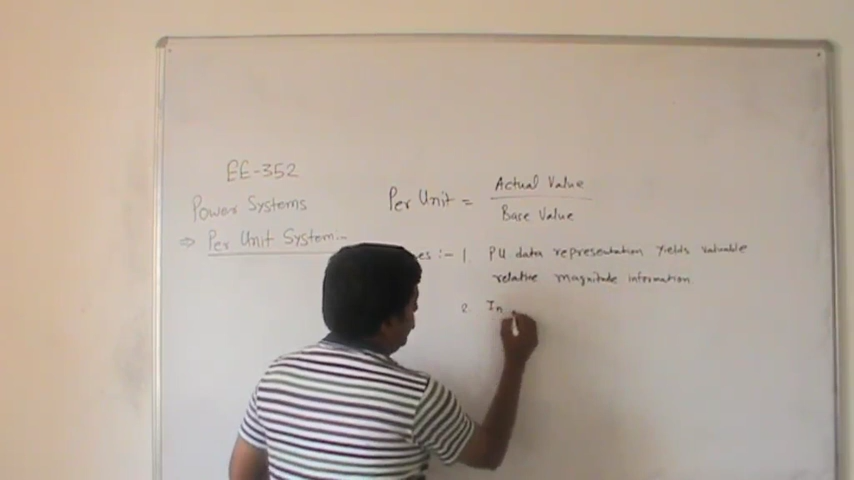 EE-352
Power Systems
⇒ Per Unit System
Per Unit = Actual Value
Base Value
:- 1 PU data representation yields valuable
relative magnitude information
2 In